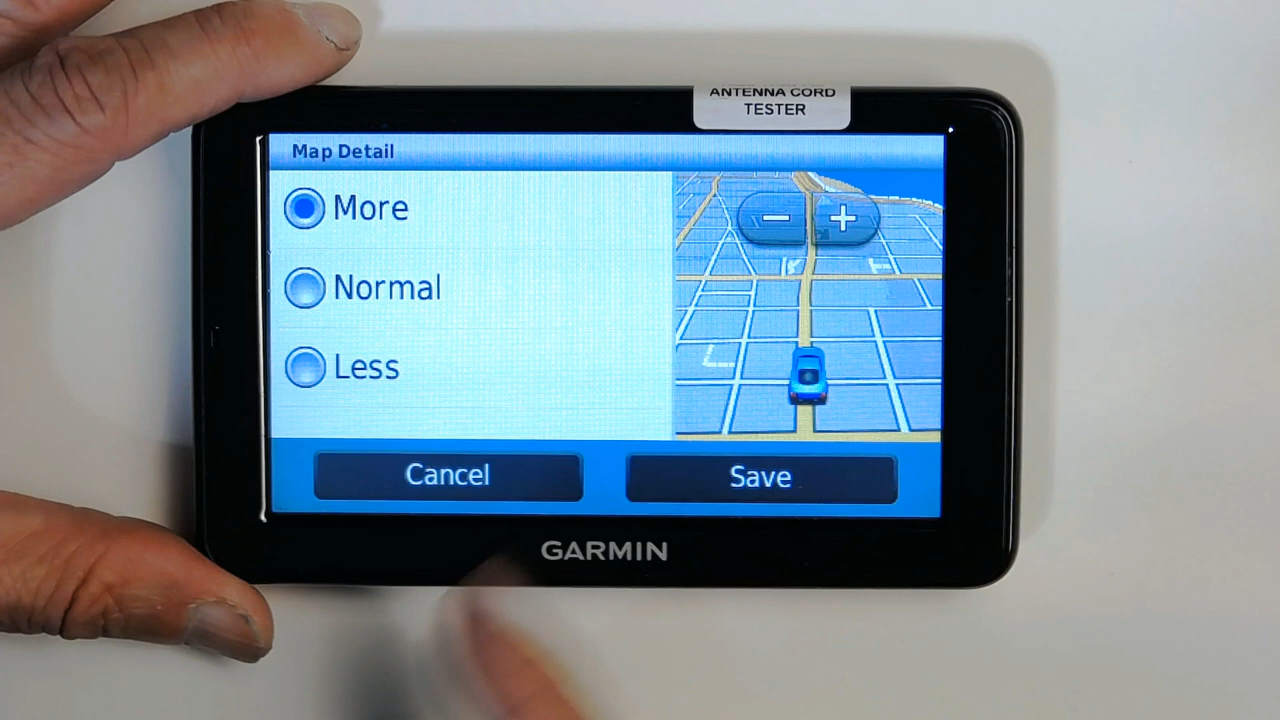 ANTENNA CORD
TESTER
Map Detail
More
Normal
Less
Cancel
Save
GARMIN